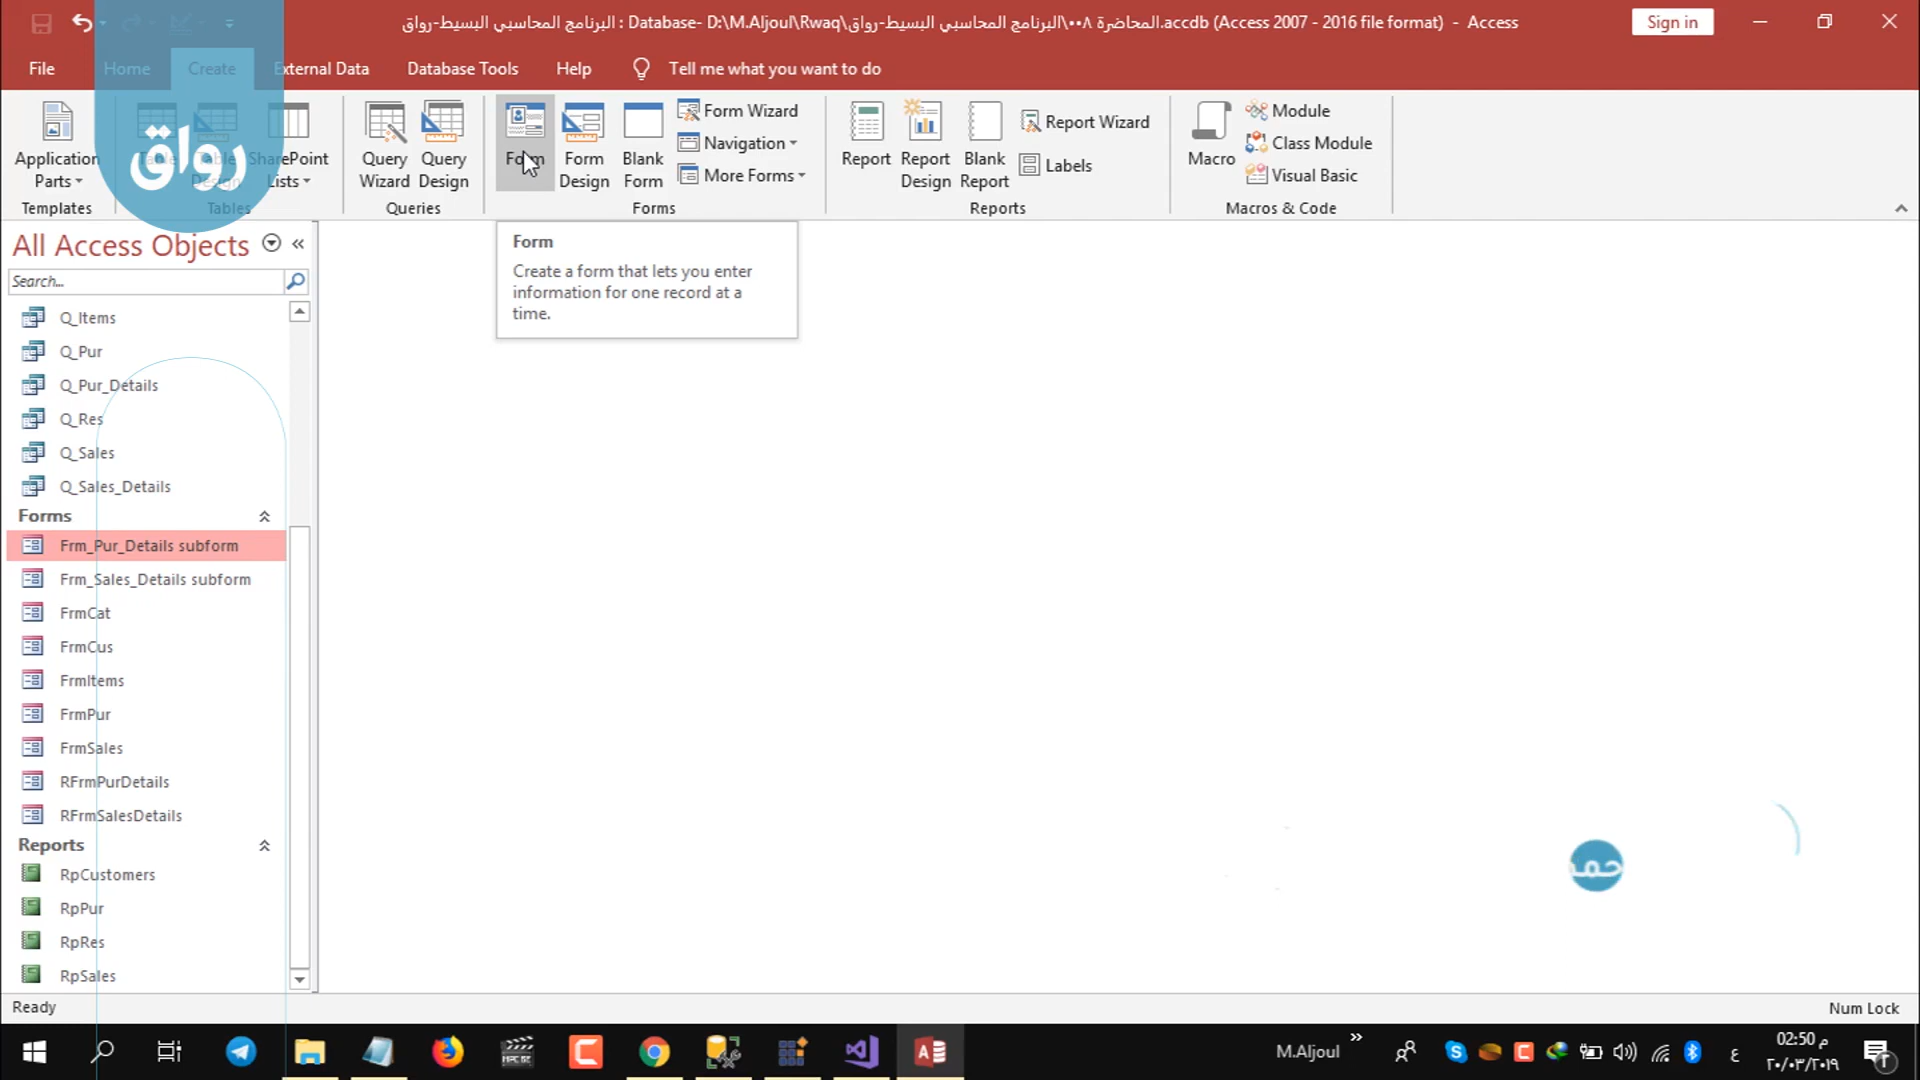 البرنامج المحاسبي البسيط-رواق : Database- D:\M.Aljoul\Rwaq\البرنامج المحاسبي البسيط-رواق\المحاضرة ٠٠٨.accdb (Access 2007 - 2016 file format) - Access
Sign in
File Home Create External Data Database Tools Help Tell me what you want to do
رواق
Application Parts
Table
Table Design
SharePoint Lists
Query Wizard
Query Design
Form
Form Design
Blank Form
Form Wizard
Navigation
More Forms
Report
Report Design
Blank Report
Report Wizard
Labels
Macro
Module
Class Module
Visual Basic
Templates
Tables
Queries
Forms
Reports
Macros & Code
All Access Objects
Search...
Form
Create a form that lets you enter
information for one record at a
time.
Q_Items
Q_Pur
Q_Pur_Details
Q_Res
Q_Sales
Q_Sales_Details
Forms
Frm_Pur_Details subform
Frm_Sales_Details subform
FrmCat
FrmCus
FrmItems
FrmPur
FrmSales
RFrmPurDetails
RFrmSalesDetails
Reports
RpCustomers
RpPur
RpRes
RpSales
Ready
Num Lock
M.Aljoul
ع
02:50 م
٢٠/٠٣/٢٠١٩